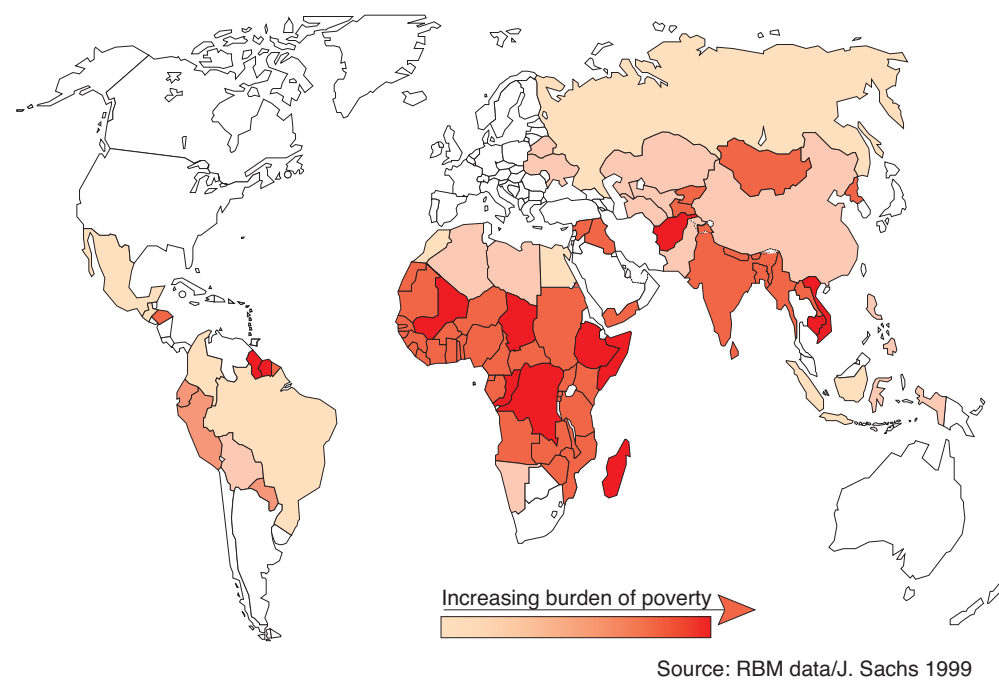 Increasing burden of poverty
Source: RBM data/J. Sachs 1999